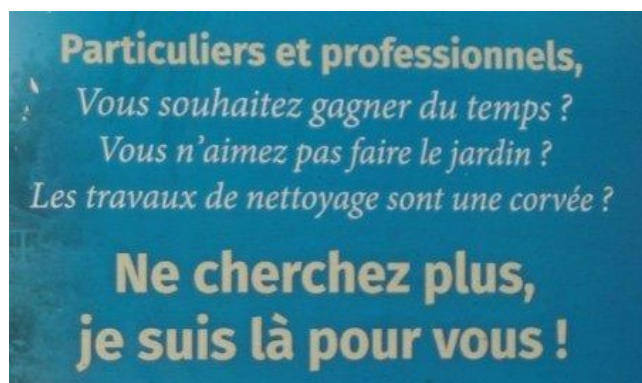 Particuliers et professionnels,
Vous souhaitez gagner du temps ?
Vous n'aimez pas faire le jardin ?
Les travaux de nettoyage sont une corvée ?
Ne cherchez plus,
je suis là pour vous !